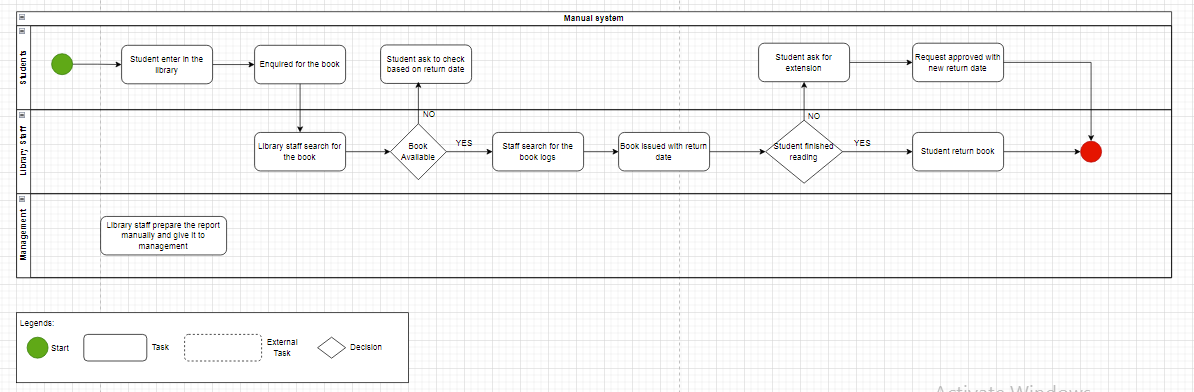 Manual system
Students
Student enter in the
library
Enquired for the book
Student ask to check
based on return date
Student ask for
extension
Request approved with
new return date
Library Staff
Library staff search for
the book
Book
Available
NO
YES
Staff search for the
book logs
Book issued with return
date
Student finished
reading
NO
YES
Student return book
Management
Library staff prepare the report
manually and give it to
management
Legends:
Start
Task
External
Task
Decision
Activate Windows